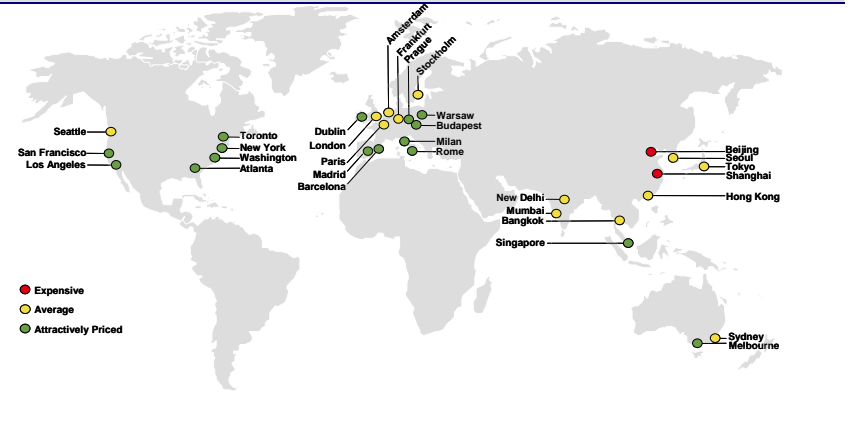 Amsterdam
Frankfurt
Prague
Stockholm
Seattle
San Francisco
Los Angeles
Toronto
New York
Washington
Atlanta
Dublin
London
Paris
Madrid
Barcelona
Warsaw
Budapest
Milan
Rome
New Delhi
Mumbai
Bangkok
Singapore
Beijing
Seoul
Tokyo
Shanghai
Hong Kong
Expensive
Average
Attractively Priced
Sydney
Melbourne